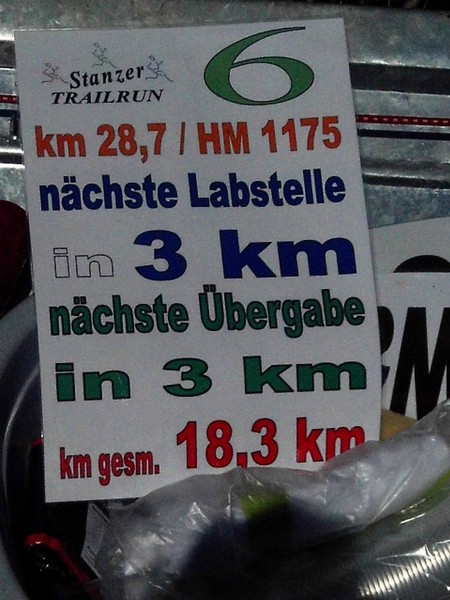 Stanzer
TRAILRUN
6
km 28,7 / HM 1175
nächste Labstelle
in 3 km
nächste Übergabe
in 3 km
km gesm. 18,3 km
M